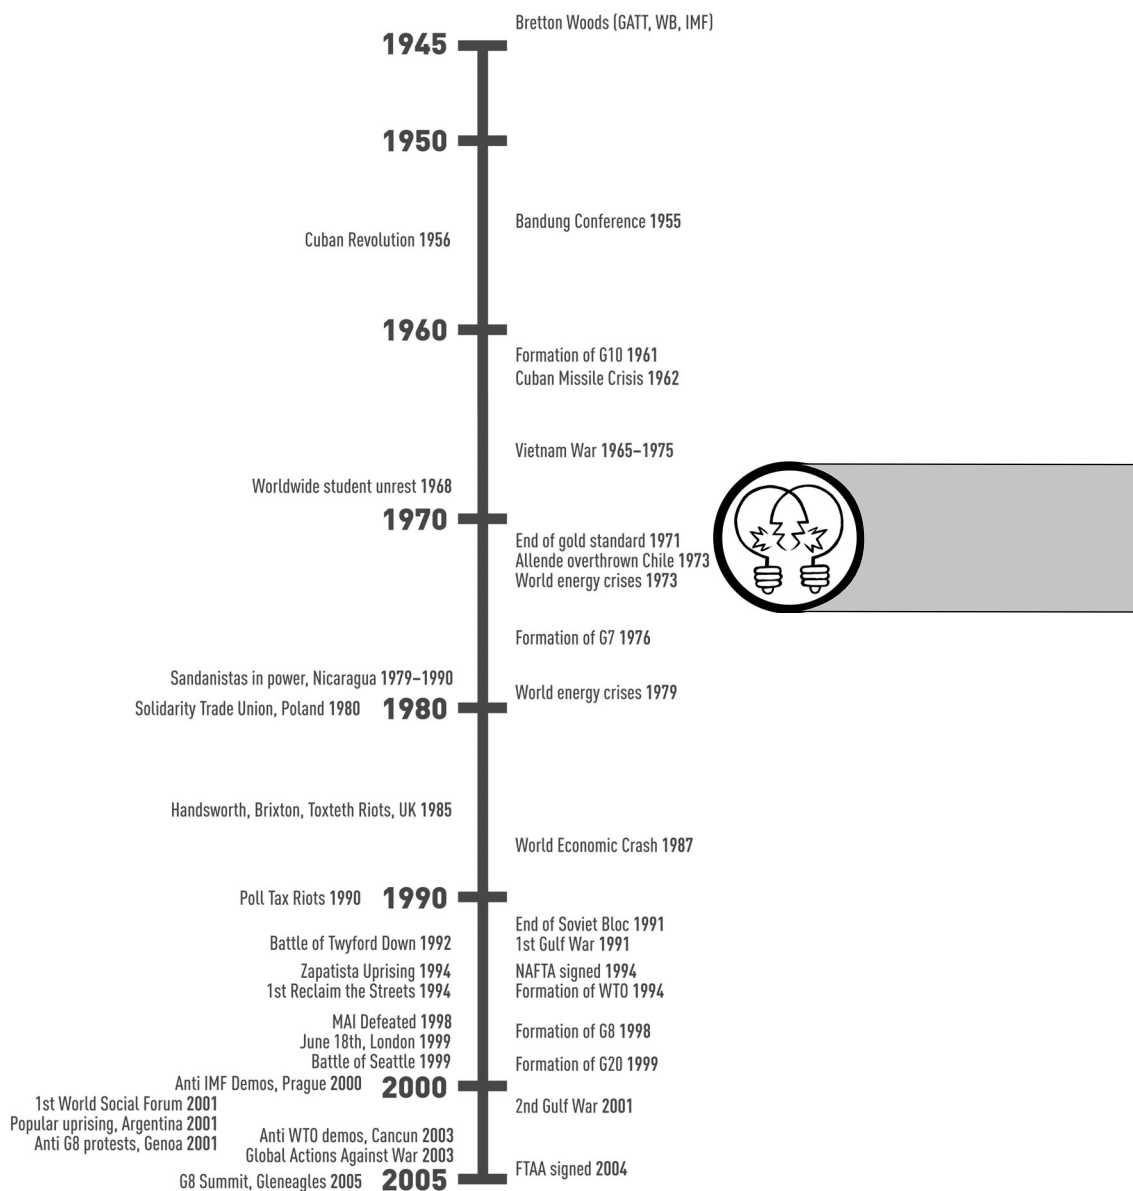 Bretton Woods (GATT, WB, IMF)
1945
1950
Bandung Conference 1955
Cuban Revolution 1956
1960
Formation of G10 1961
Cuban Missile Crisis 1962
Vietnam War 1965–1975
Worldwide student unrest 1968
1970
End of gold standard 1971
Allende overthrown Chile 1973
World energy crises 1973
Formation of G7 1976
Sandanistas in power, Nicaragua 1979–1990
World energy crises 1979
Solidarity Trade Union, Poland 1980
1980
Handsworth, Brixton, Toxteth Riots, UK 1985
World Economic Crash 1987
Poll Tax Riots 1990
1990
End of Soviet Bloc 1991
Battle of Twyford Down 1992
1st Gulf War 1991
Zapatista Uprising 1994
NAFTA signed 1994
1st Reclaim the Streets 1994
Formation of WTO 1994
MAI Defeated 1998
Formation of G8 1998
June 18th, London 1999
Battle of Seattle 1999
Formation of G20 1999
Anti IMF Demos, Prague 2000
2000
1st World Social Forum 2001
2nd Gulf War 2001
Popular uprising, Argentina 2001
Anti G8 protests, Genoa 2001
Anti WTO demos, Cancun 2003
Global Actions Against War 2003
FTAA signed 2004
G8 Summit, Gleneagles 2005
2005